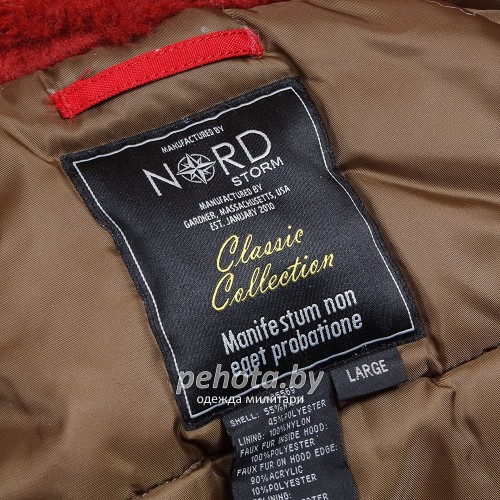 MANUFACTURED BY
NORD
STORM
MANUFACTURED BY
GARDNER, MASSACHUSETTS, USA
EST. JANUARY 2010
Classic
Collection
Manifestum non
eget probatione
LARGE
pehota.by
одежда милитари
SHELL: 55%
45%POLYESTER
LINING: 100%NYLON
FAUX FUR INSIDE HOOD:
100%POLYESTER
FAUX FUR ON HOOD EDGE:
90%ACRYLIC
10%POLYESTER
100%POLYESTER